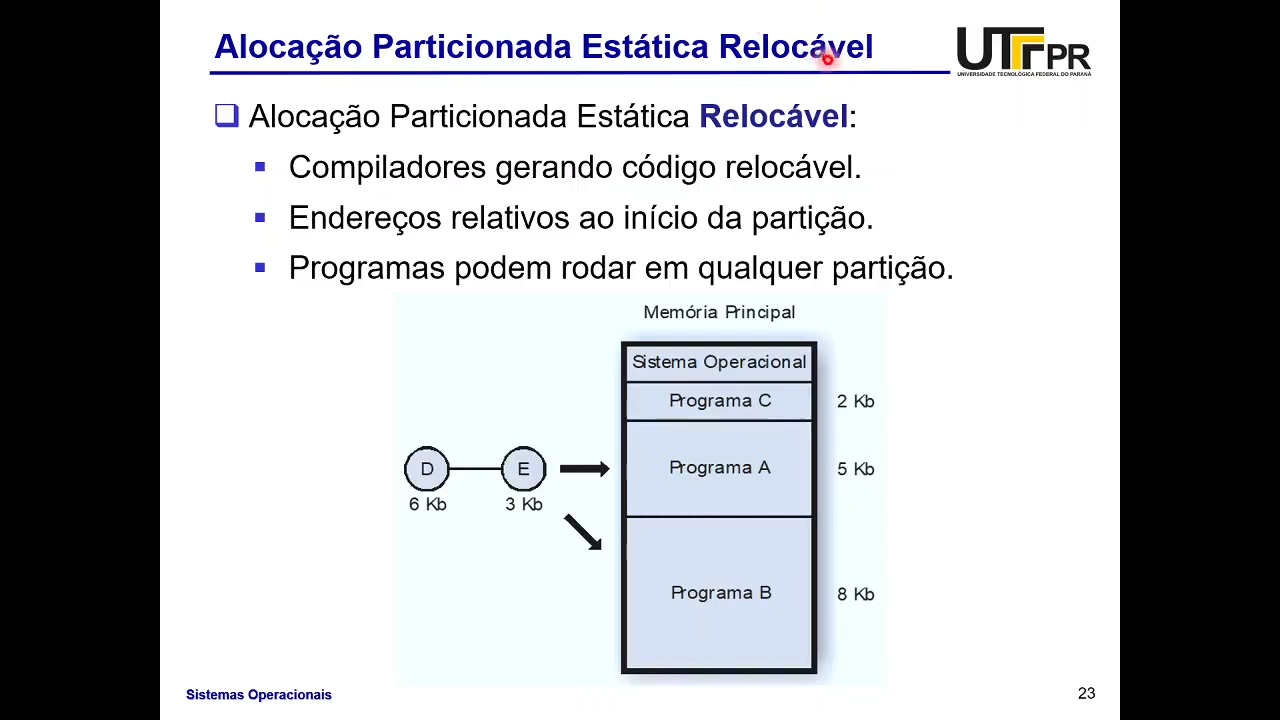 Alocação Particionada Estática Relocável
UTFPR
UNIVERSIDADE TECNOLÓGICA FEDERAL DO PARANÁ
Alocação Particionada Estática Relocável:
Compiladores gerando código relocável.
Endereços relativos ao início da partição.
Programas podem rodar em qualquer partição.
Memória Principal
Sistema Operacional
Programa C 2 Kb
Programa A 5 Kb
D E
6 Kb 3 Kb
Programa B 8 Kb
Sistemas Operacionais 23